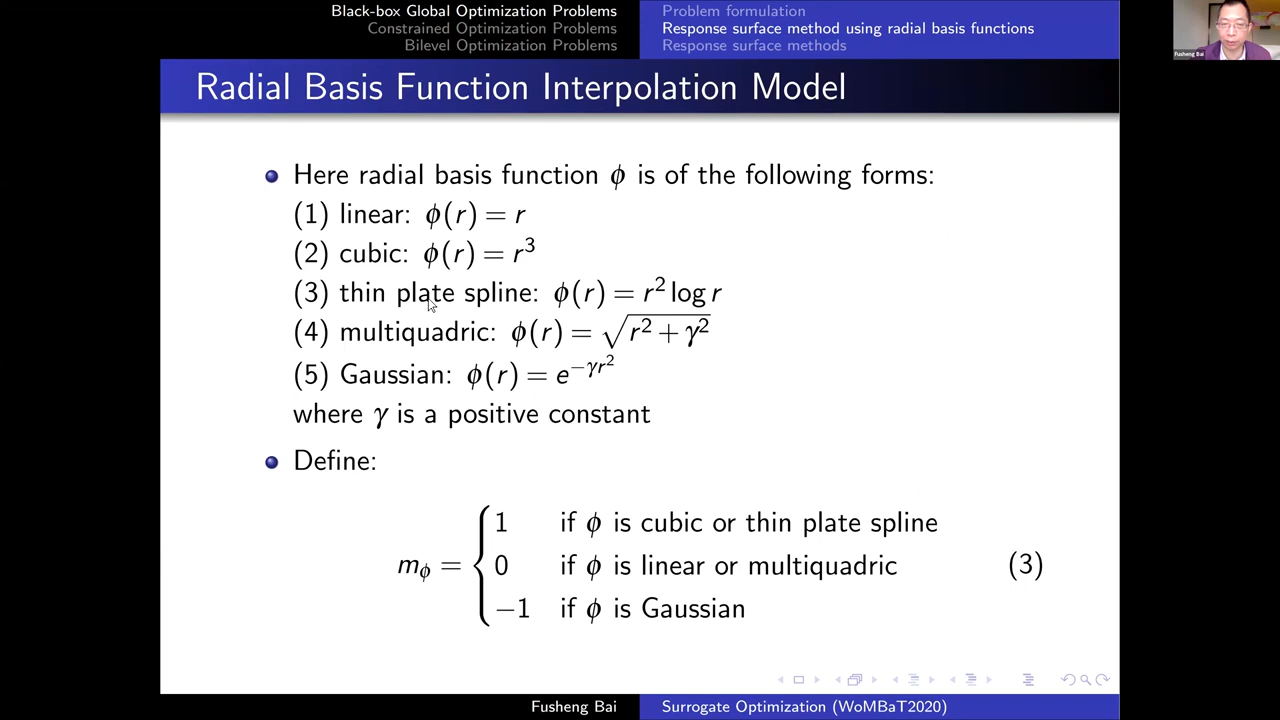 Black-box Global Optimization Problems
Constrained Optimization Problems
Bilevel Optimization Problems
Problem formulation
Response surface method using radial basis functions
Response surface methods
Fusheng Bai
Radial Basis Function Interpolation Model
Here radial basis function ϕ is of the following forms:
(1) linear: ϕ(r) = r
(2) cubic: ϕ(r) = r³
(3) thin plate spline: ϕ(r) = r² log r
(4) multiquadric: ϕ(r) = √(r² + γ²)
(5) Gaussian: ϕ(r) = e^{−γr²}
where γ is a positive constant
Define:
m_ϕ = { 1 if ϕ is cubic or thin plate spline
0 if ϕ is linear or multiquadric (3)
−1 if ϕ is Gaussian
Fusheng Bai Surrogate Optimization (WoMBaT2020)